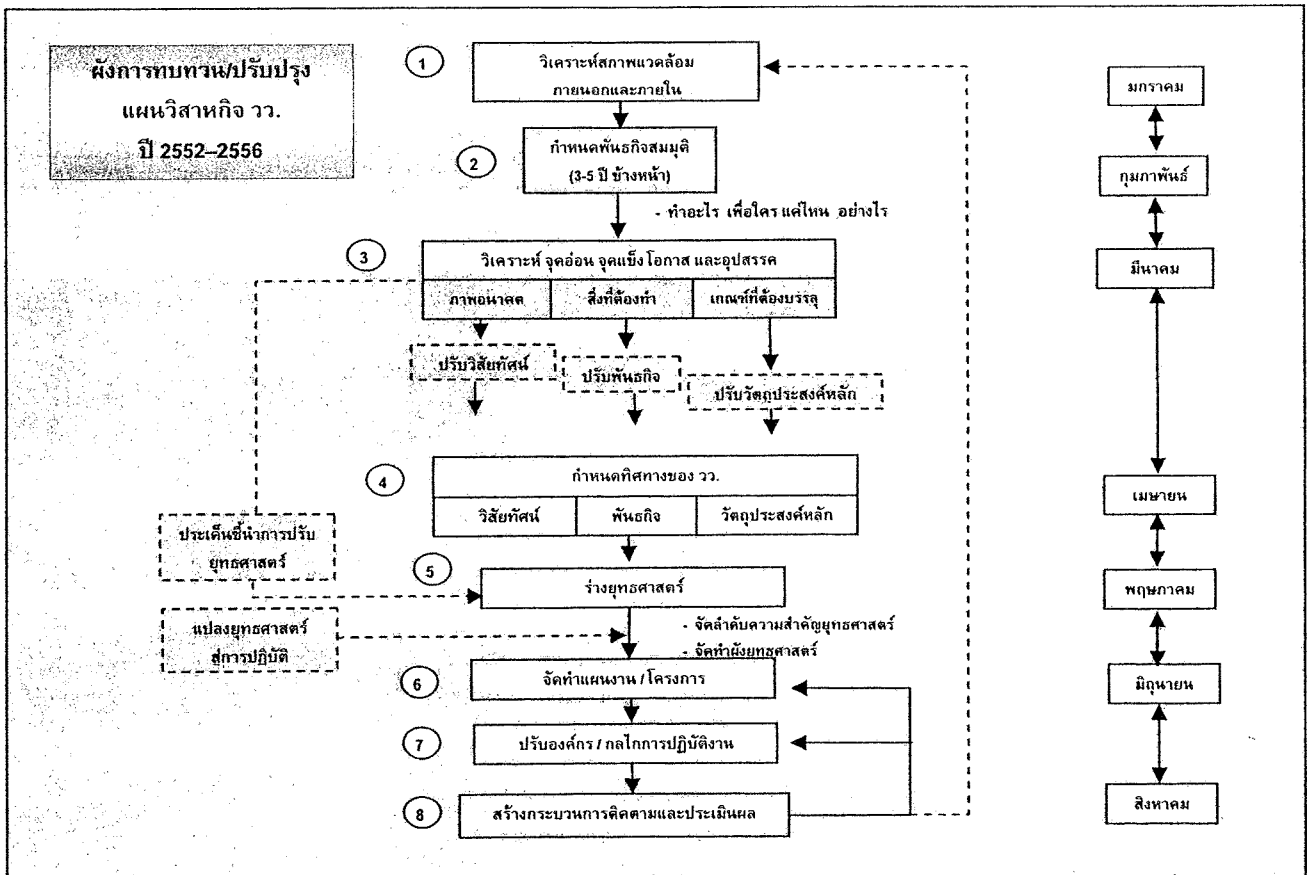 ผังการทบทวน/ปรับปรุง
แผนวิสาหกิจ วว.
ปี 2552–2556
1
วิเคราะห์สภาพแวดล้อม
ภายนอกและภายใน
2
กำหนดพันธกิจสมมุติ
(3-5 ปี ข้างหน้า)
- ทำอะไร เพื่อใคร แค่ไหน อย่างไร
3
วิเคราะห์ จุดอ่อน จุดแข็ง โอกาส และอุปสรรค
ภาพอนาคต
สิ่งที่ต้องทำ
เกณฑ์ที่ต้องบรรลุ
ปรับวิสัยทัศน์
ปรับพันธกิจ
ปรับวัตถุประสงค์หลัก
4
กำหนดทิศทางของ วว.
วิสัยทัศน์
พันธกิจ
วัตถุประสงค์หลัก
ประเด็นชี้นำการปรับ
ยุทธศาสตร์
5
ร่างยุทธศาสตร์
แปลงยุทธศาสตร์
สู่การปฏิบัติ
- จัดลำดับความสำคัญยุทธศาสตร์
- จัดทำผังยุทธศาสตร์
6
จัดทำแผนงาน / โครงการ
7
ปรับองค์กร / กลไกการปฏิบัติงาน
8
สร้างกระบวนการติดตามและประเมินผล
มกราคม
กุมภาพันธ์
มีนาคม
เมษายน
พฤษภาคม
มิถุนายน
สิงหาคม